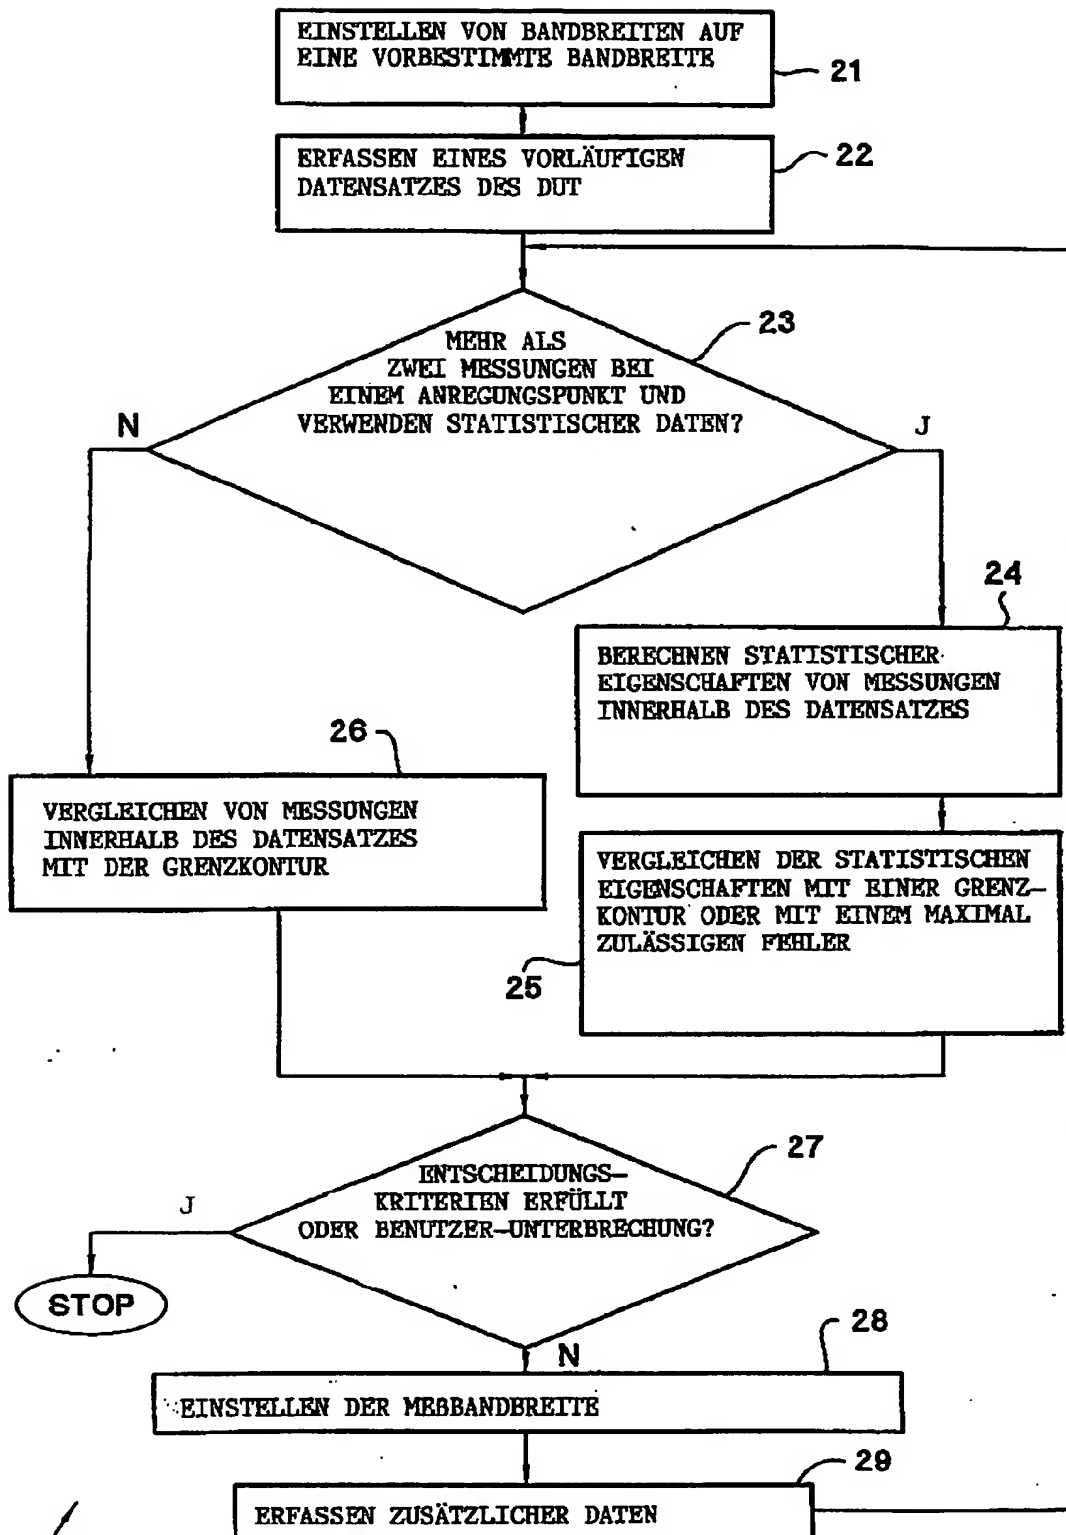 EINSTELLEN VON BANDBREITEN AUF
EINE VORBESTIMMTE BANDBREITE
21
ERFASSEN EINES VORLÄUFIGEN
DATENSATZES DES DUT
22
MEHR ALS
ZWEI MESSUNGEN BEI
EINEM ANREGUNGSPUNKT UND
VERWENDEN STATISTISCHER DATEN?
23
N
J
24
BERECHNEN STATISTISCHER
EIGENSCHAFTEN VON MESSUNGEN
INNERHALB DES DATENSATZES
26
VERGLEICHEN VON MESSUNGEN
INNERHALB DES DATENSATZES
MIT DER GRENZKONTUR
VERGLEICHEN DER STATISTISCHEN
EIGENSCHAFTEN MIT EINER GRENZ-
KONTUR ODER MIT EINEM MAXIMAL
ZULÄSSIGEN FEHLER
25
27
ENTSCHEIDUNGS-
KRITERIEN ERFÜLLT
ODER BENUTZER-UNTERBRECHUNG?
J
STOP
N
28
EINSTELLEN DER MEßBANDBREITE
29
ERFASSEN ZUSÄTZLICHER DATEN